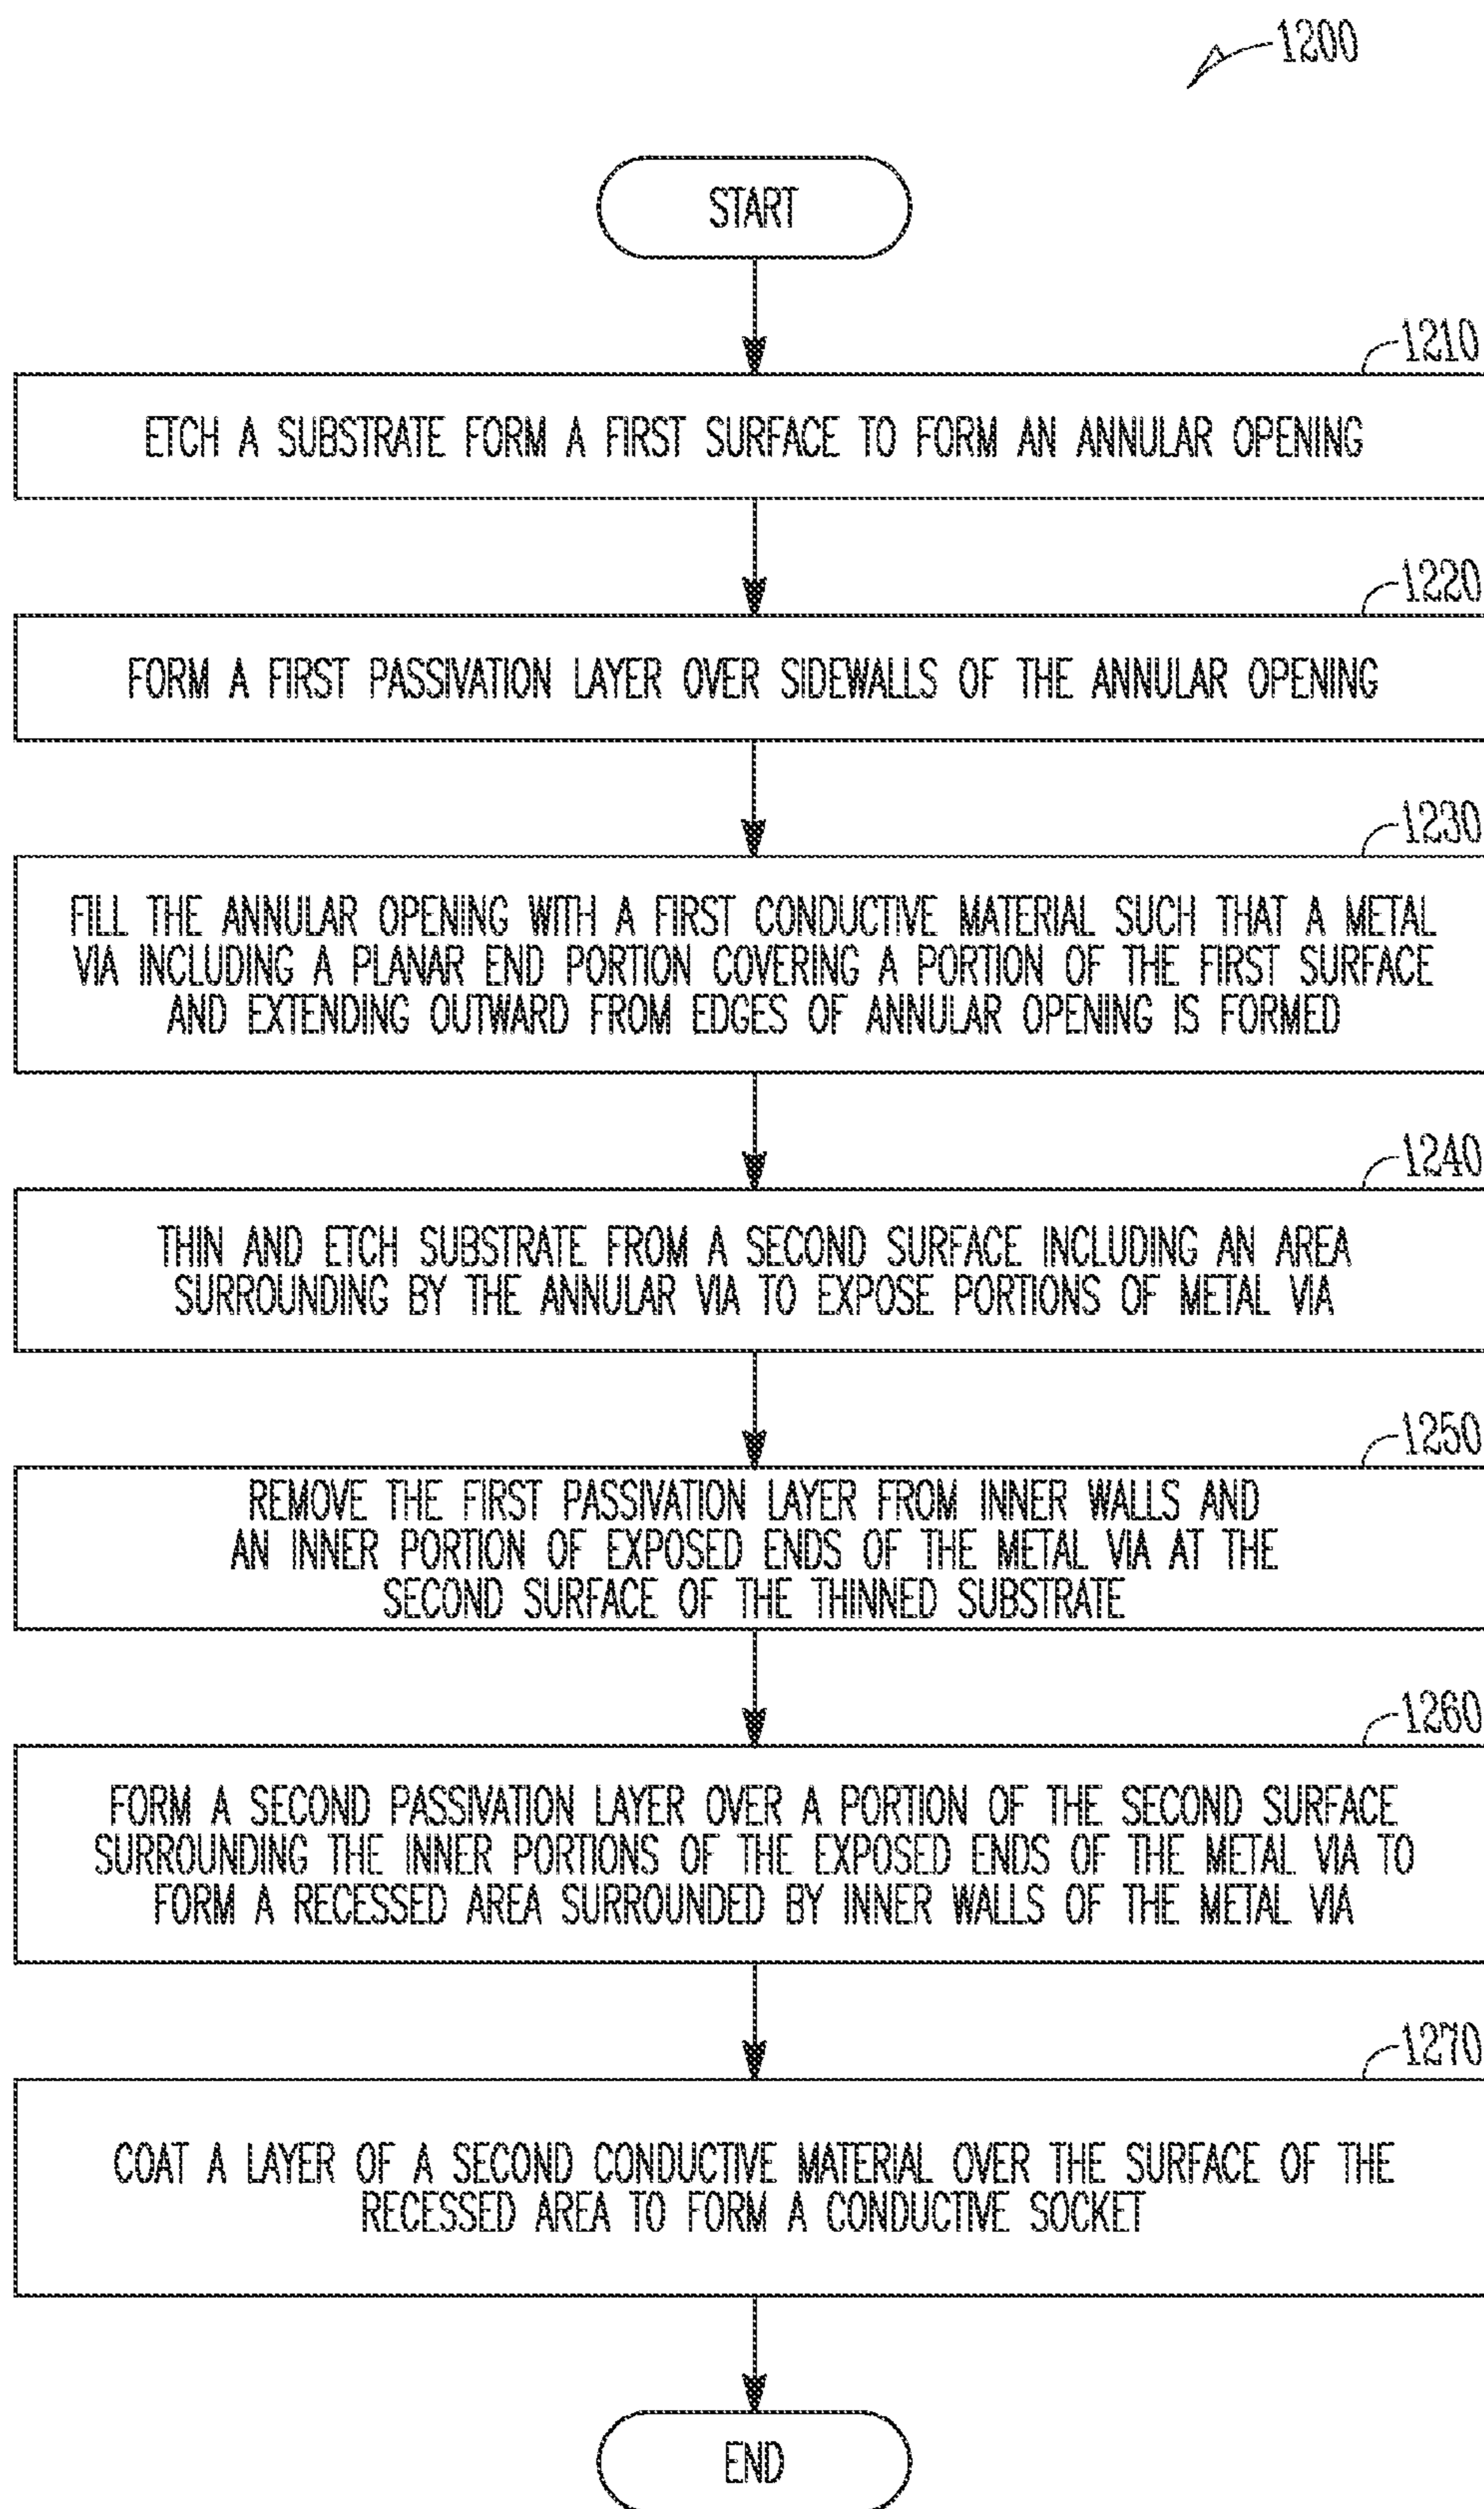 1200
START
1210
ETCH A SUBSTRATE FORM A FIRST SURFACE TO FORM AN ANNULAR OPENING
1220
FORM A FIRST PASSIVATION LAYER OVER SIDEWALLS OF THE ANNULAR OPENING
1230
FILL THE ANNULAR OPENING WITH A FIRST CONDUCTIVE MATERIAL SUCH THAT A METAL
VIA INCLUDING A PLANAR END PORTION COVERING A PORTION OF THE FIRST SURFACE
AND EXTENDING OUTWARD FROM EDGES OF ANNULAR OPENING IS FORMED
1240
THIN AND ETCH SUBSTRATE FROM A SECOND SURFACE INCLUDING AN AREA
SURROUNDING BY THE ANNULAR VIA TO EXPOSE PORTIONS OF METAL VIA
1250
REMOVE THE FIRST PASSIVATION LAYER FROM INNER WALLS AND
AN INNER PORTION OF EXPOSED ENDS OF THE METAL VIA AT THE
SECOND SURFACE OF THE THINNED SUBSTRATE
1260
FORM A SECOND PASSIVATION LAYER OVER A PORTION OF THE SECOND SURFACE
SURROUNDING THE INNER PORTIONS OF THE EXPOSED ENDS OF THE METAL VIA TO
FORM A RECESSED AREA SURROUNDED BY INNER WALLS OF THE METAL VIA
1270
COAT A LAYER OF A SECOND CONDUCTIVE MATERIAL OVER THE SURFACE OF THE
RECESSED AREA TO FORM A CONDUCTIVE SOCKET
END